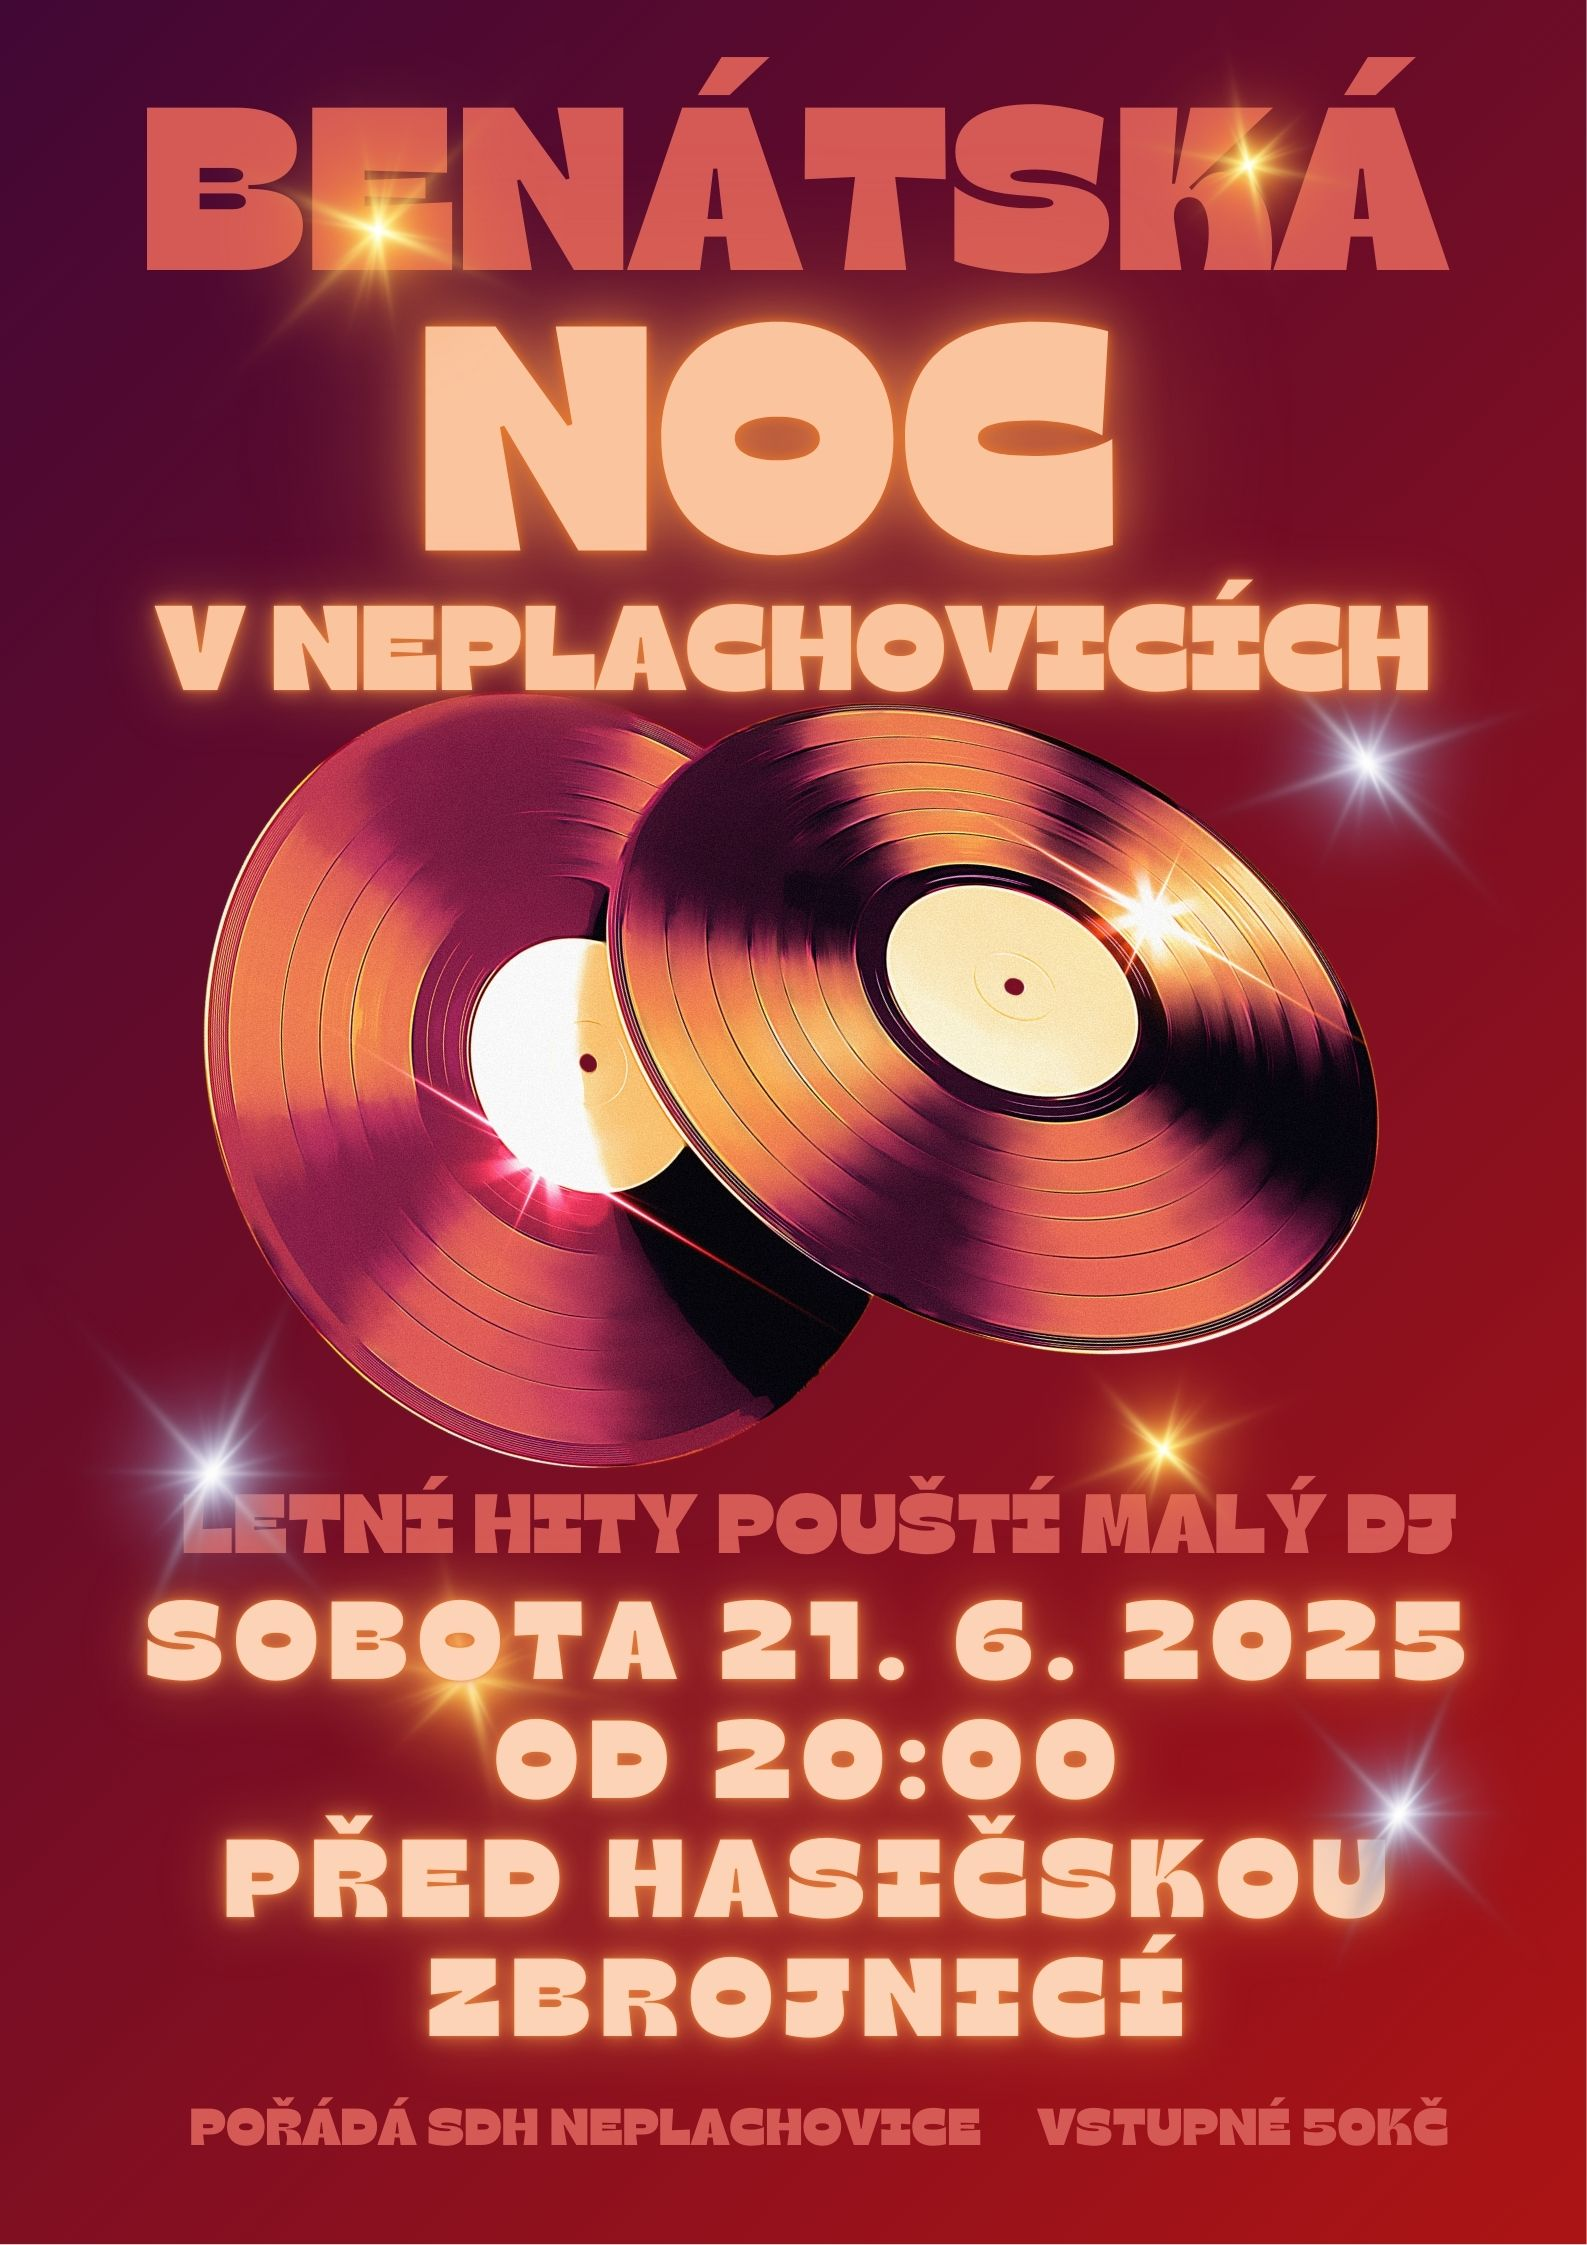 BENÁTSKÁ
NOC
V NEPLACHOVICÍCH
LETNÍ HITY POUŠTÍ MALÝ DJ
SOBOTA 21. 6. 2025
OD 20:00
PŘED HASIČSKOU
ZBROJNICÍ
POŘÁDÁ SDH NEPLACHOVICE VSTUPNÉ 50KČ